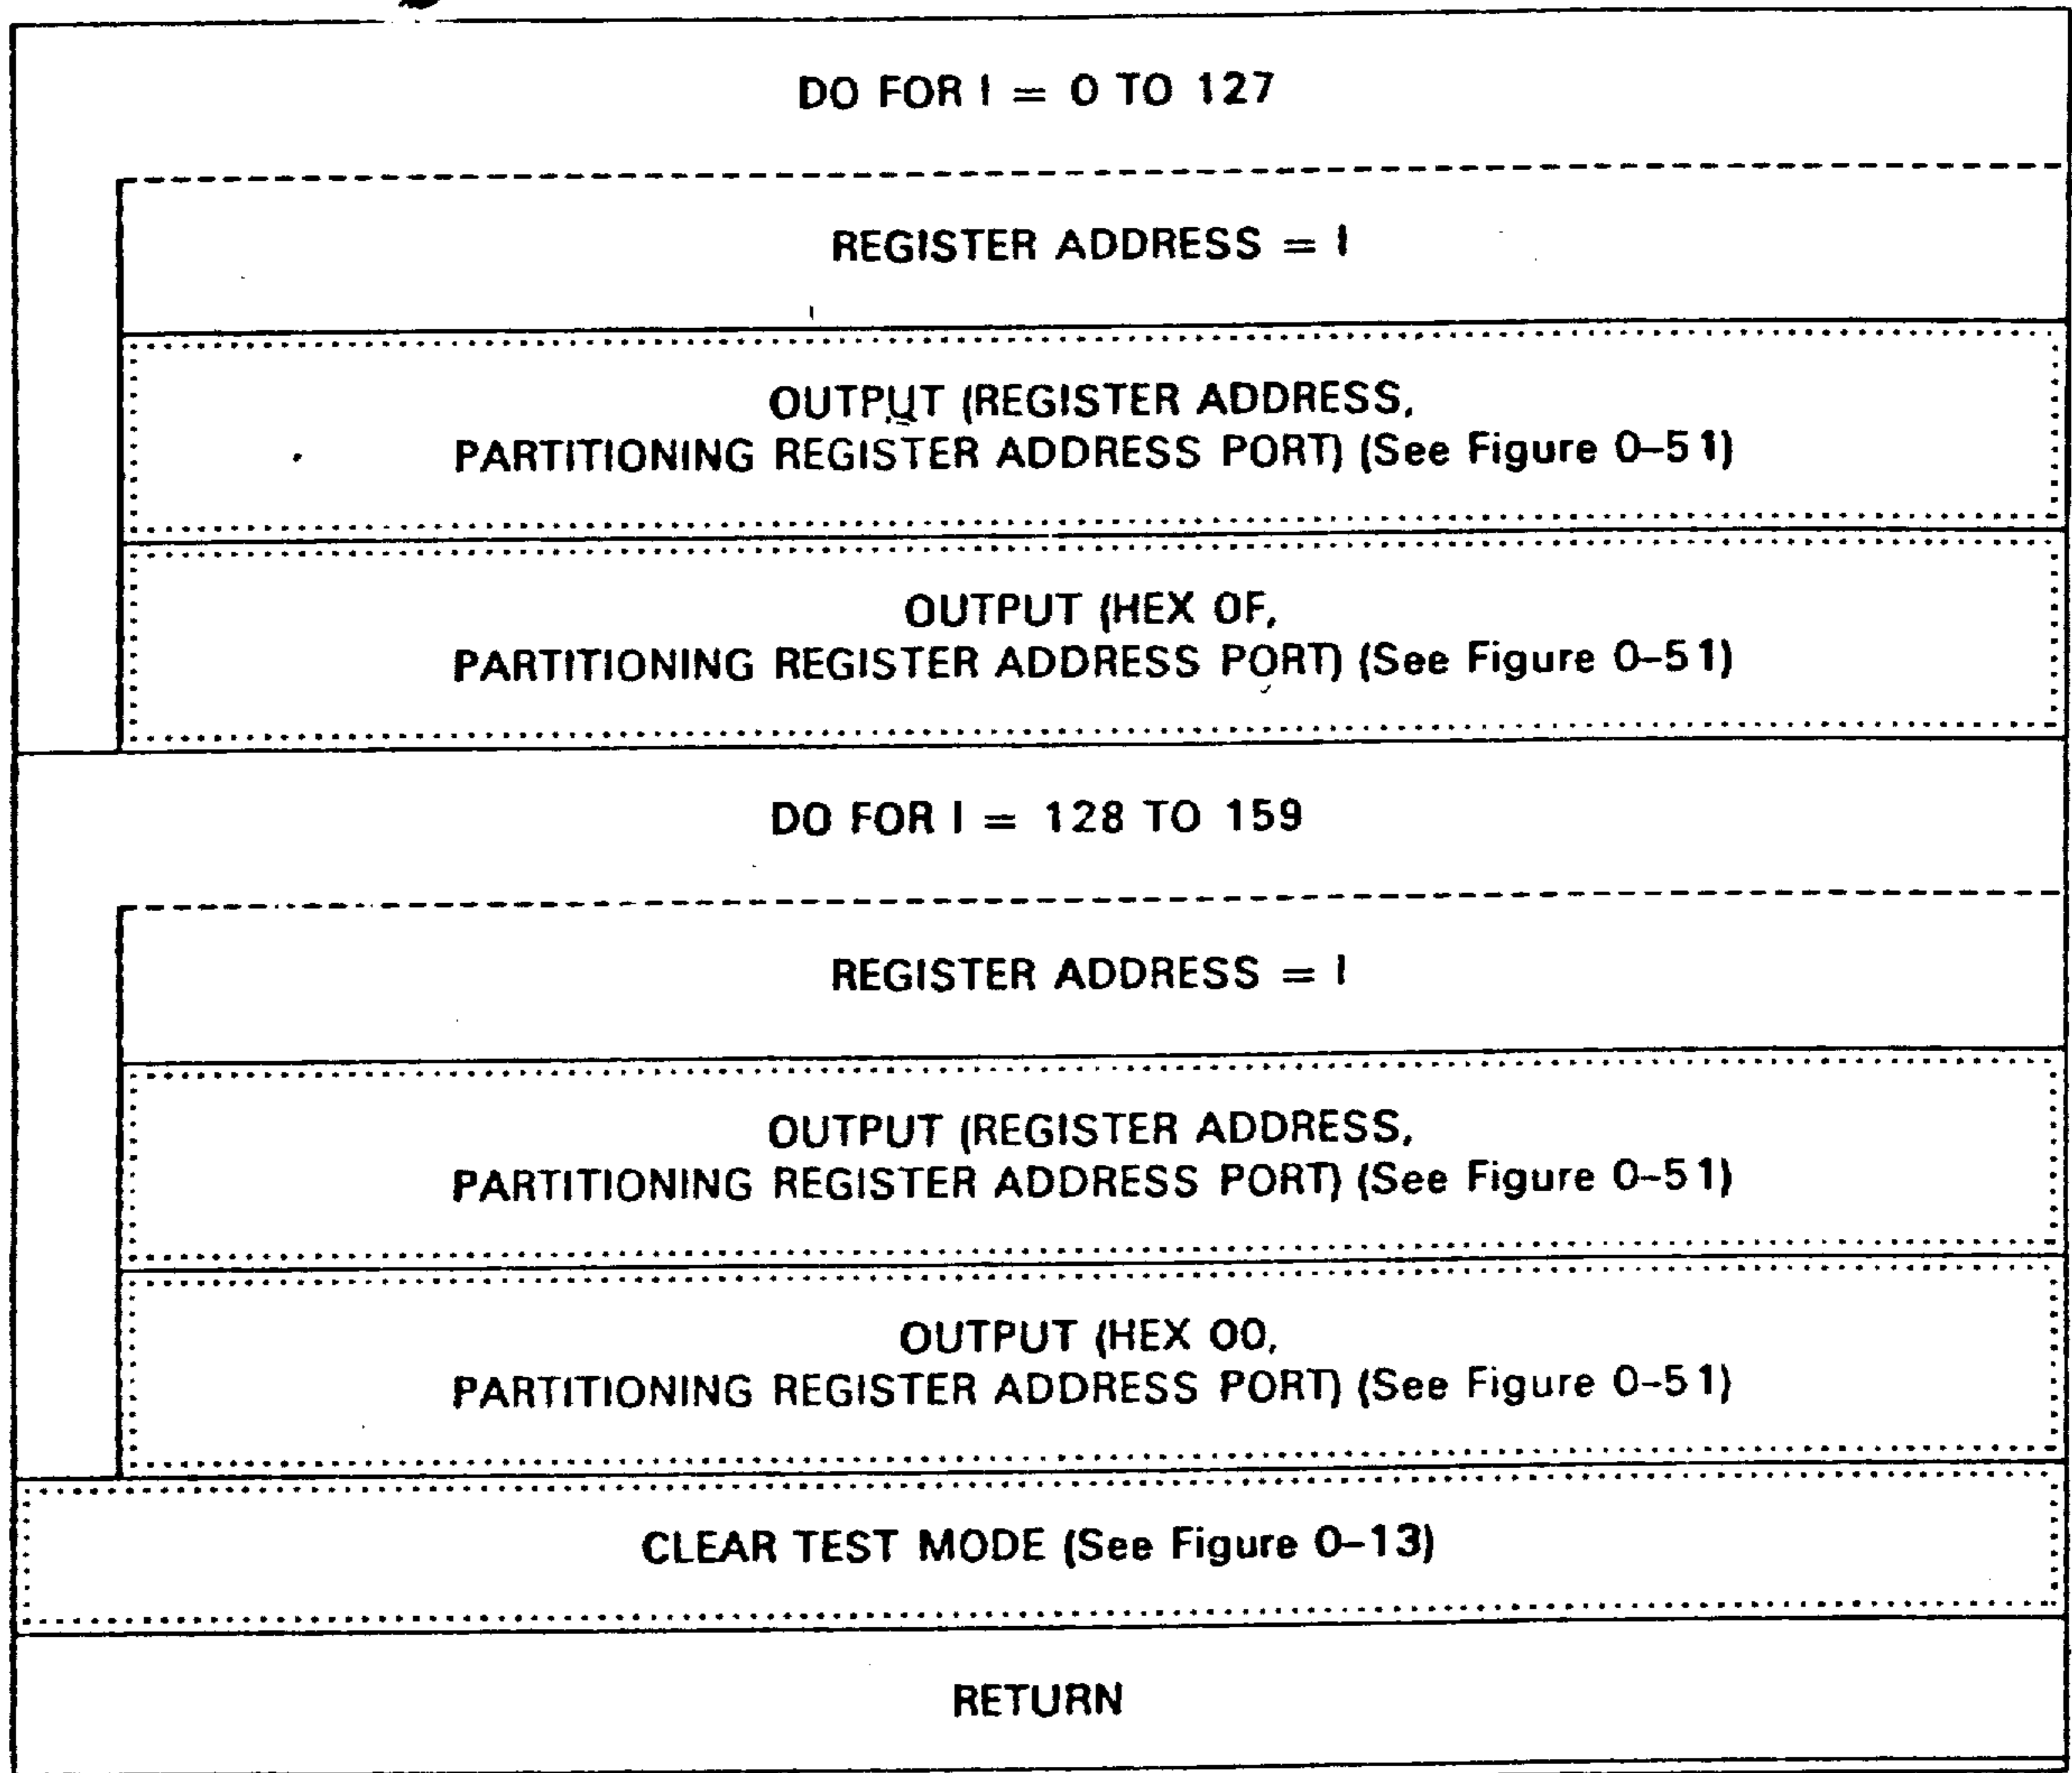 DO FOR I = 0 TO 127
REGISTER ADDRESS = I
OUTPUT (REGISTER ADDRESS,
PARTITIONING REGISTER ADDRESS PORT) (See Figure 0-51)
OUTPUT (HEX 0F,
PARTITIONING REGISTER ADDRESS PORT) (See Figure 0-51)
DO FOR I = 128 TO 159
REGISTER ADDRESS = I
OUTPUT (REGISTER ADDRESS,
PARTITIONING REGISTER ADDRESS PORT) (See Figure 0-51)
OUTPUT (HEX 00,
PARTITIONING REGISTER ADDRESS PORT) (See Figure 0-51)
CLEAR TEST MODE (See Figure 0-13)
RETURN